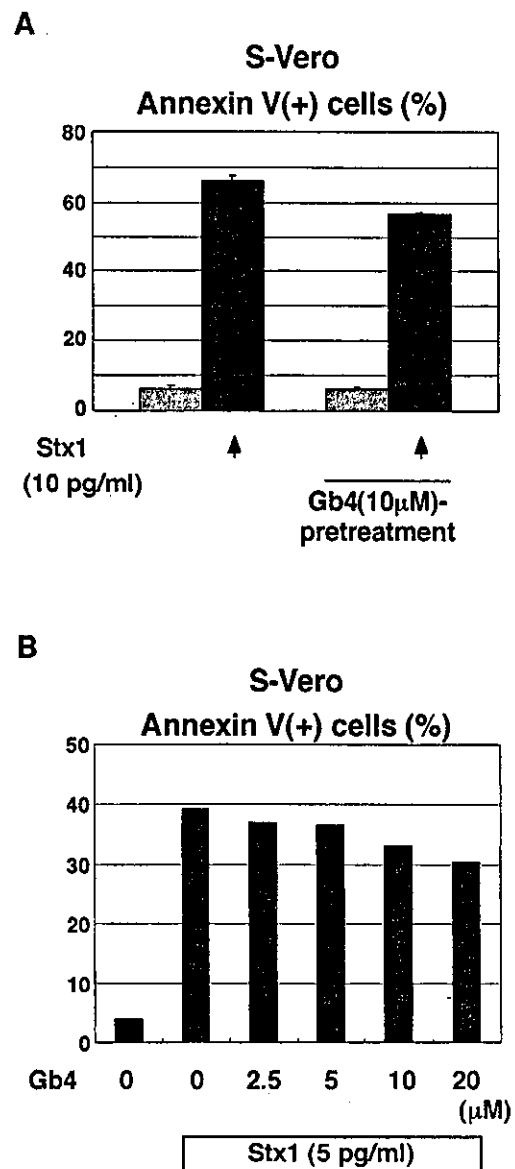 A
S-Vero
Annexin V(+) cells (%)
80
60
40
20
0
Stx1
(10 pg/ml)
Gb4(10μM)-
pretreatment
B
S-Vero
Annexin V(+) cells (%)
50
40
30
20
10
0
Gb4 0 0 2.5 5 10 20
(μM)
Stx1 (5 pg/ml)